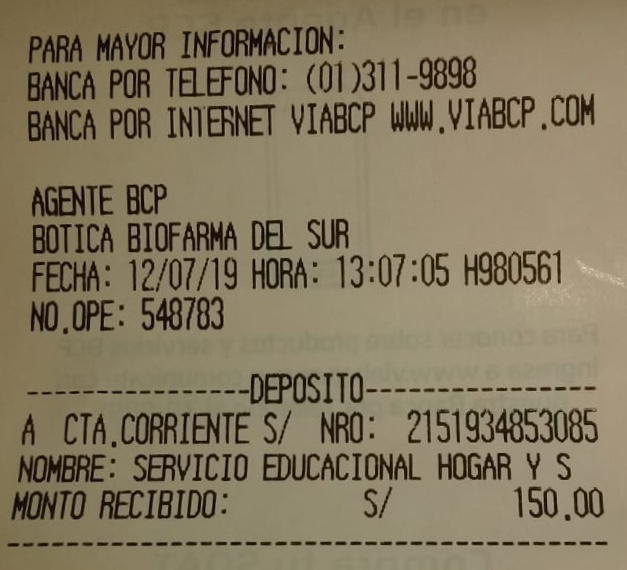 PARA MAYOR INFORMACION:
BANCA POR TELEFONO: (01)311-9898
BANCA POR INTERNET VIABCP WWW.VIABCP.COM
AGENTE BCP
BOTICA BIOFARMA DEL SUR
FECHA: 12/07/19 HORA: 13:07:05 H980561
NO.OPE: 548783
------------------DEPOSITO-------------------
A CTA.CORRIENTE S/ NRO: 2151934853085
NOMBRE: SERVICIO EDUCACIONAL HOGAR Y S
MONTO RECIBIDO: S/ 150.00